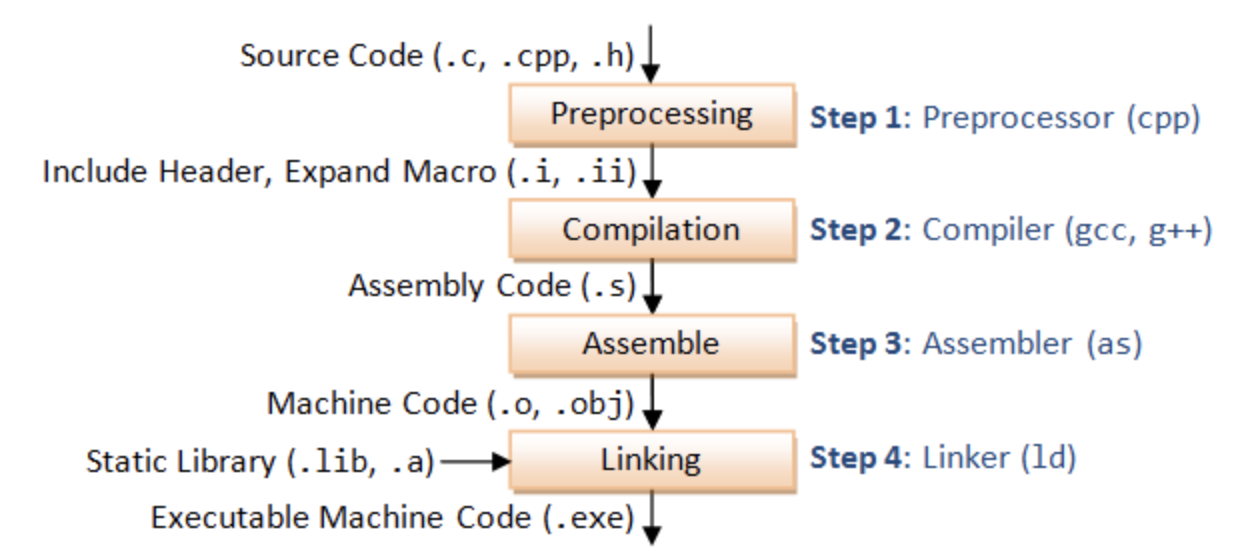 Source Code (.c, .cpp, .h)
Preprocessing
Step 1: Preprocessor (cpp)
Include Header, Expand Macro (.i, .ii)
Compilation
Step 2: Compiler (gcc, g++)
Assembly Code (.s)
Assemble
Step 3: Assembler (as)
Machine Code (.o, .obj)
Static Library (.lib, .a)
Linking
Step 4: Linker (ld)
Executable Machine Code (.exe)